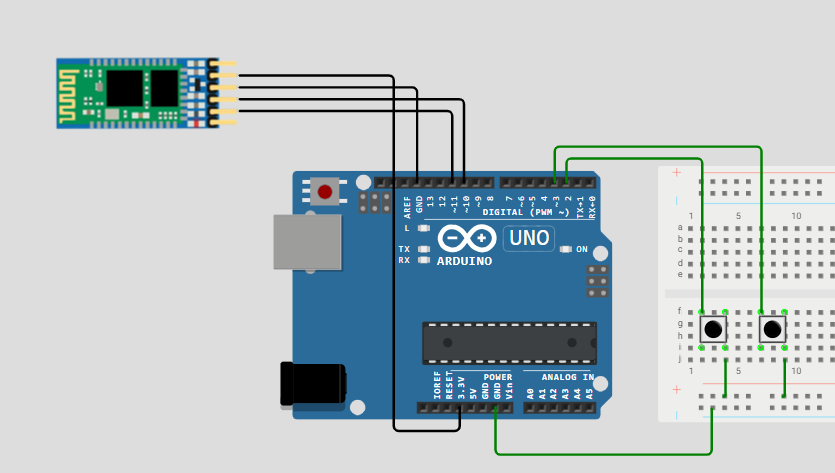 AREF
GND
13
12
~11
~10
~9
8
7
~6
~5
4
~3
2
TX→1
RX←0
DIGITAL (PWM ~)
L
TX
RX
UNO
ON
ARDUINO
1
5
10
a
b
c
d
e
f
g
h
i
j
1
5
10
POWER
ANALOG IN
IOREF
RESET
3.3V
5V
GND
GND
Vin
A0
A1
A2
A3
A4
A5
+
+